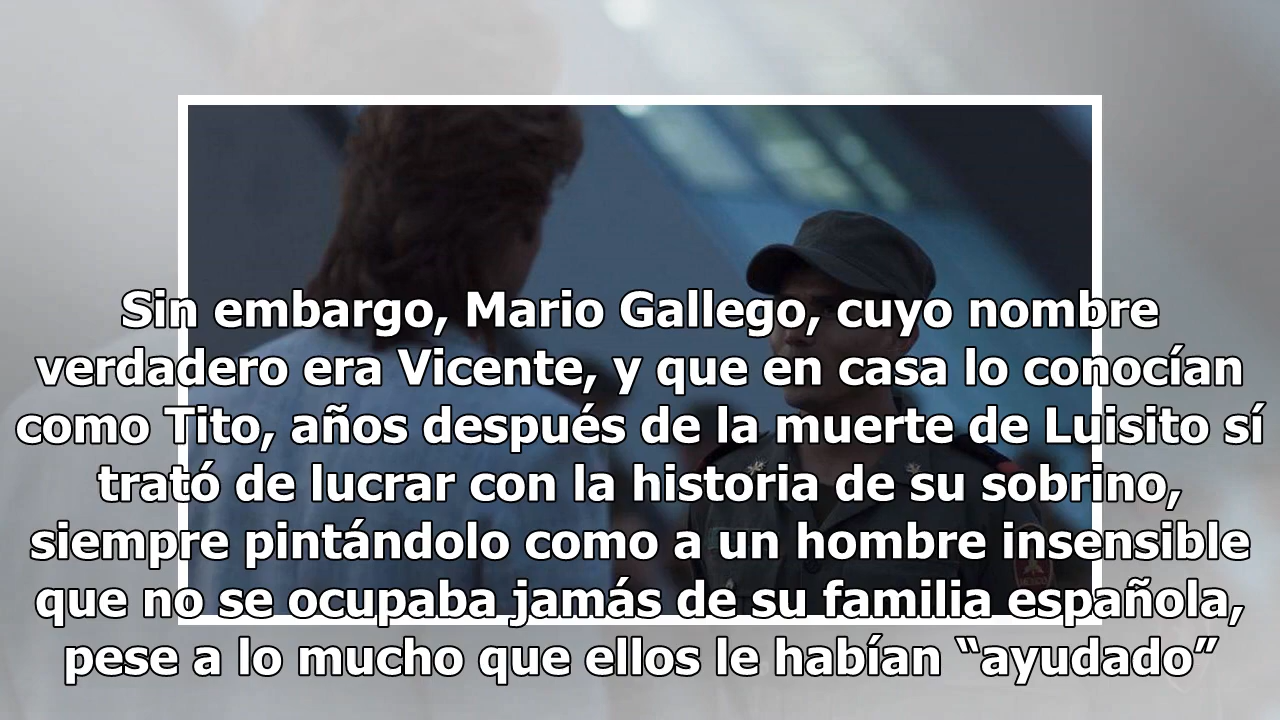 Sin embargo, Mario Gallego, cuyo nombre
verdadero era Vicente, y que en casa lo conocían
como Tito, años después de la muerte de Luisito sí
trató de lucrar con la historia de su sobrino,
siempre pintándolo como a un hombre insensible
que no se ocupaba jamás de su familia española,
pese a lo mucho que ellos le habían “ayudado”